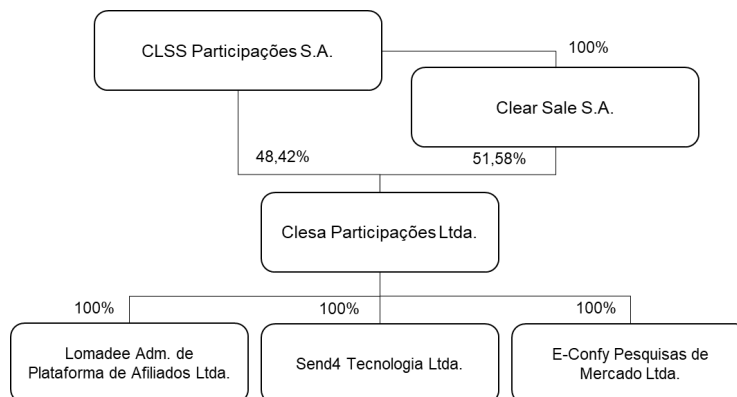 CLSS Participações S.A.
100%
Clear Sale S.A.
48,42%
51,58%
Clesa Participações Ltda.
100%
100%
100%
Lomadee Adm. de
Plataforma de Afiliados Ltda.
Send4 Tecnologia Ltda.
E-Confy Pesquisas de
Mercado Ltda.